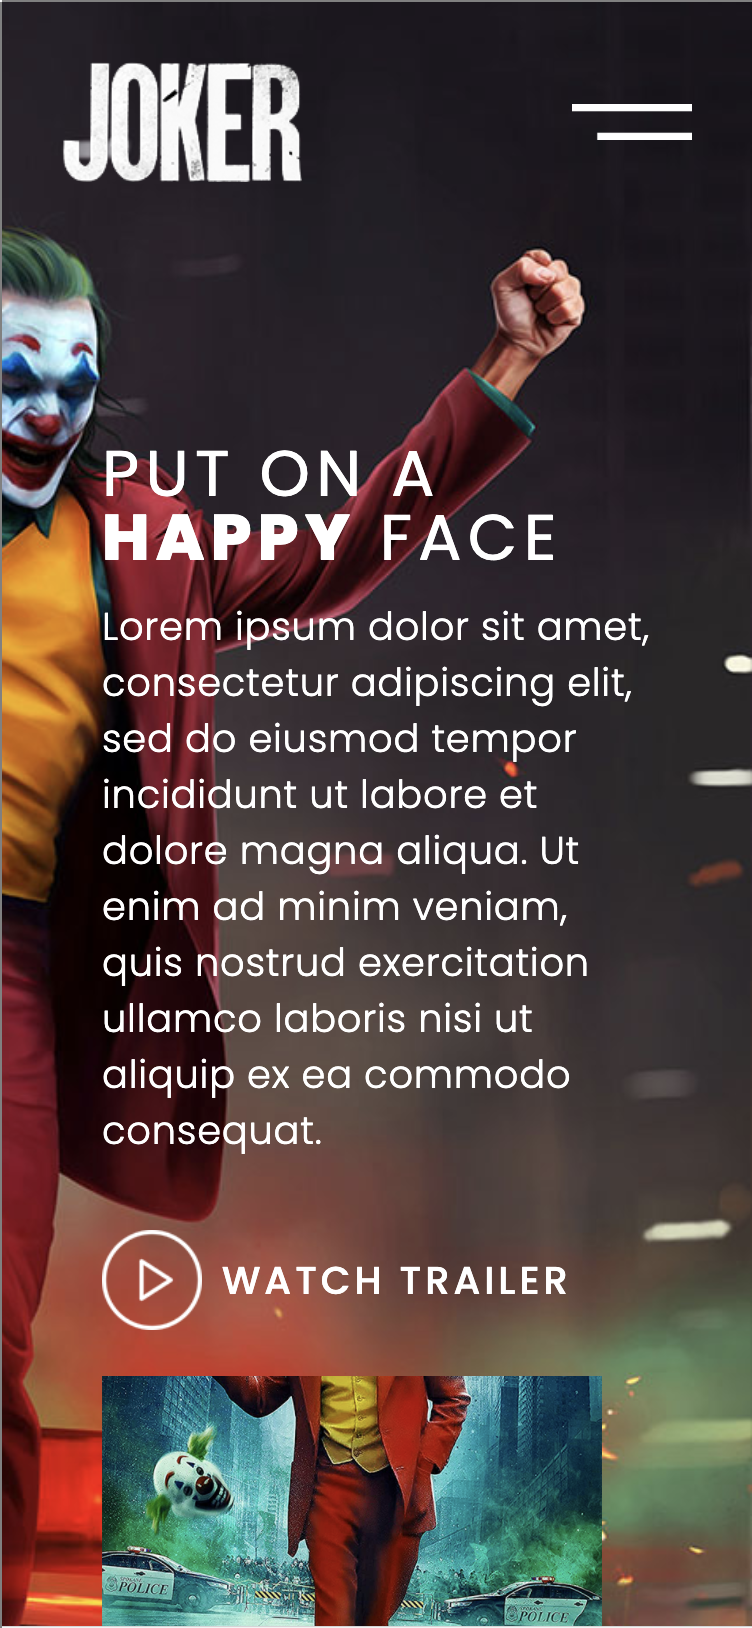 JOKER
PUT ON A
HAPPY FACE
Lorem ipsum dolor sit amet,
consectetur adipiscing elit,
sed do eiusmod tempor
incididunt ut labore et
dolore magna aliqua. Ut
enim ad minim veniam,
quis nostrud exercitation
ullamco laboris nisi ut
aliquip ex ea commodo
consequat.
WATCH TRAILER
POLICE
POLICE